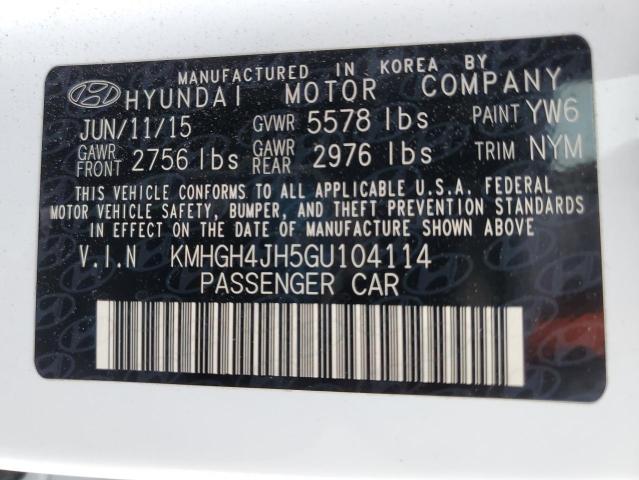 MANUFACTURED IN KOREA BY
HYUNDAI MOTOR COMPANY
JUN/11/15 GVWR 5578 lbs PAINT YW6
GAWR FRONT 2756 lbs GAWR REAR 2976 lbs TRIM NYM
THIS VEHICLE CONFORMS TO ALL APPLICABLE U.S.A. FEDERAL
MOTOR VEHICLE SAFETY, BUMPER, AND THEFT PREVENTION STANDARDS
IN EFFECT ON THE DATE OF MANUFACTURE SHOWN ABOVE
V.I.N KMHGH4JH5GU104114
PASSENGER CAR